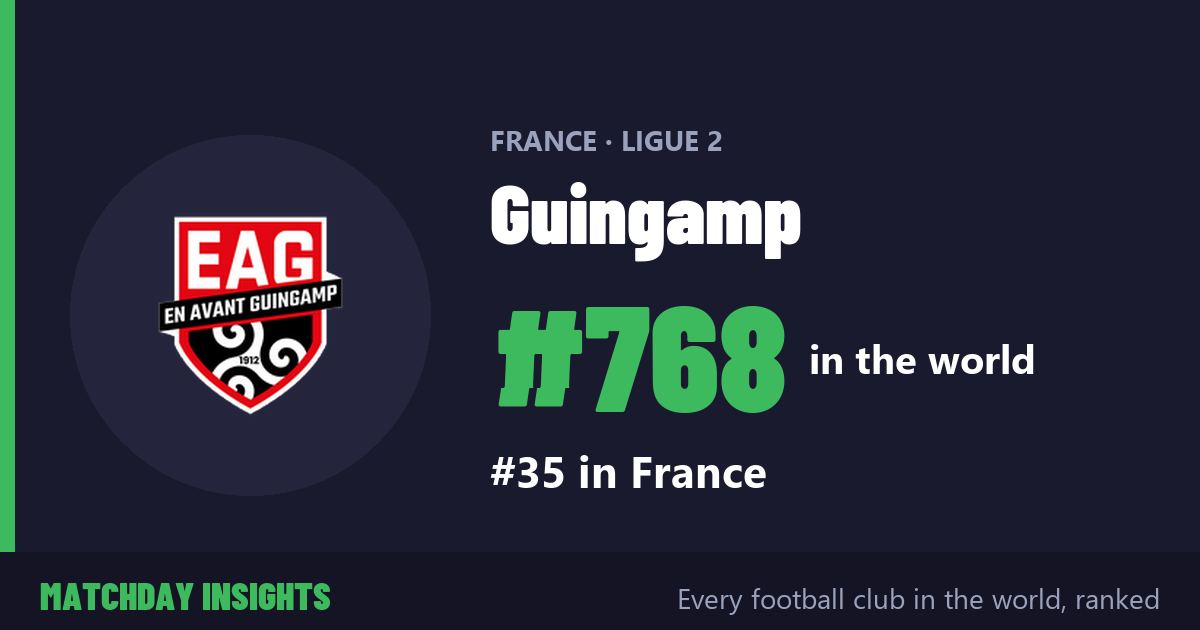 FRANCE · LIGUE 2
Guingamp
#768 in the world
#35 in France
EAG
EN AVANT GUINGAMP
1912
MATCHDAY INSIGHTS
Every football club in the world, ranked